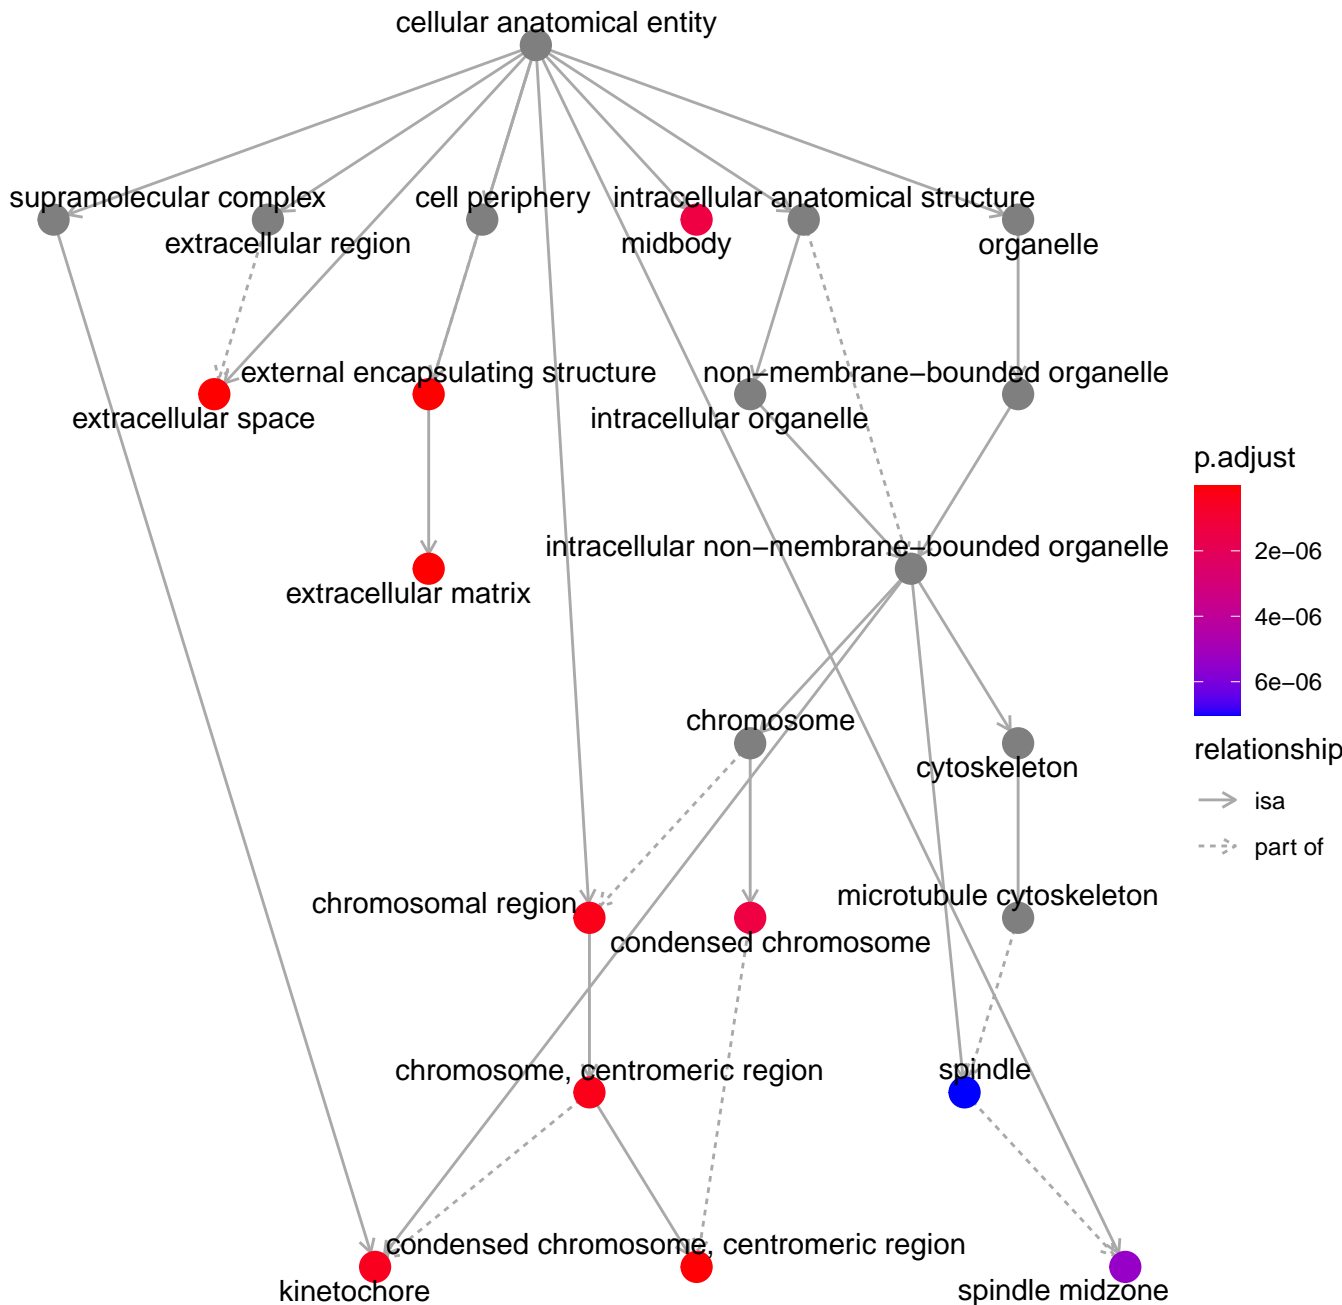 cellular anatomical entity
supramolecular complex
cell periphery
intracellular anatomical structure
extracellular region
midbody
organelle
external encapsulating structure
non−membrane−bounded organelle
extracellular space
intracellular organelle
intracellular non−membrane−bounded organelle
extracellular matrix
chromosome
cytoskeleton
microtubule cytoskeleton
chromosomal region
condensed chromosome
chromosome, centromeric region
spindle
condensed chromosome, centromeric region
kinetochore
spindle midzone
p.adjust
2e−06
4e−06
6e−06
relationship
isa
part of